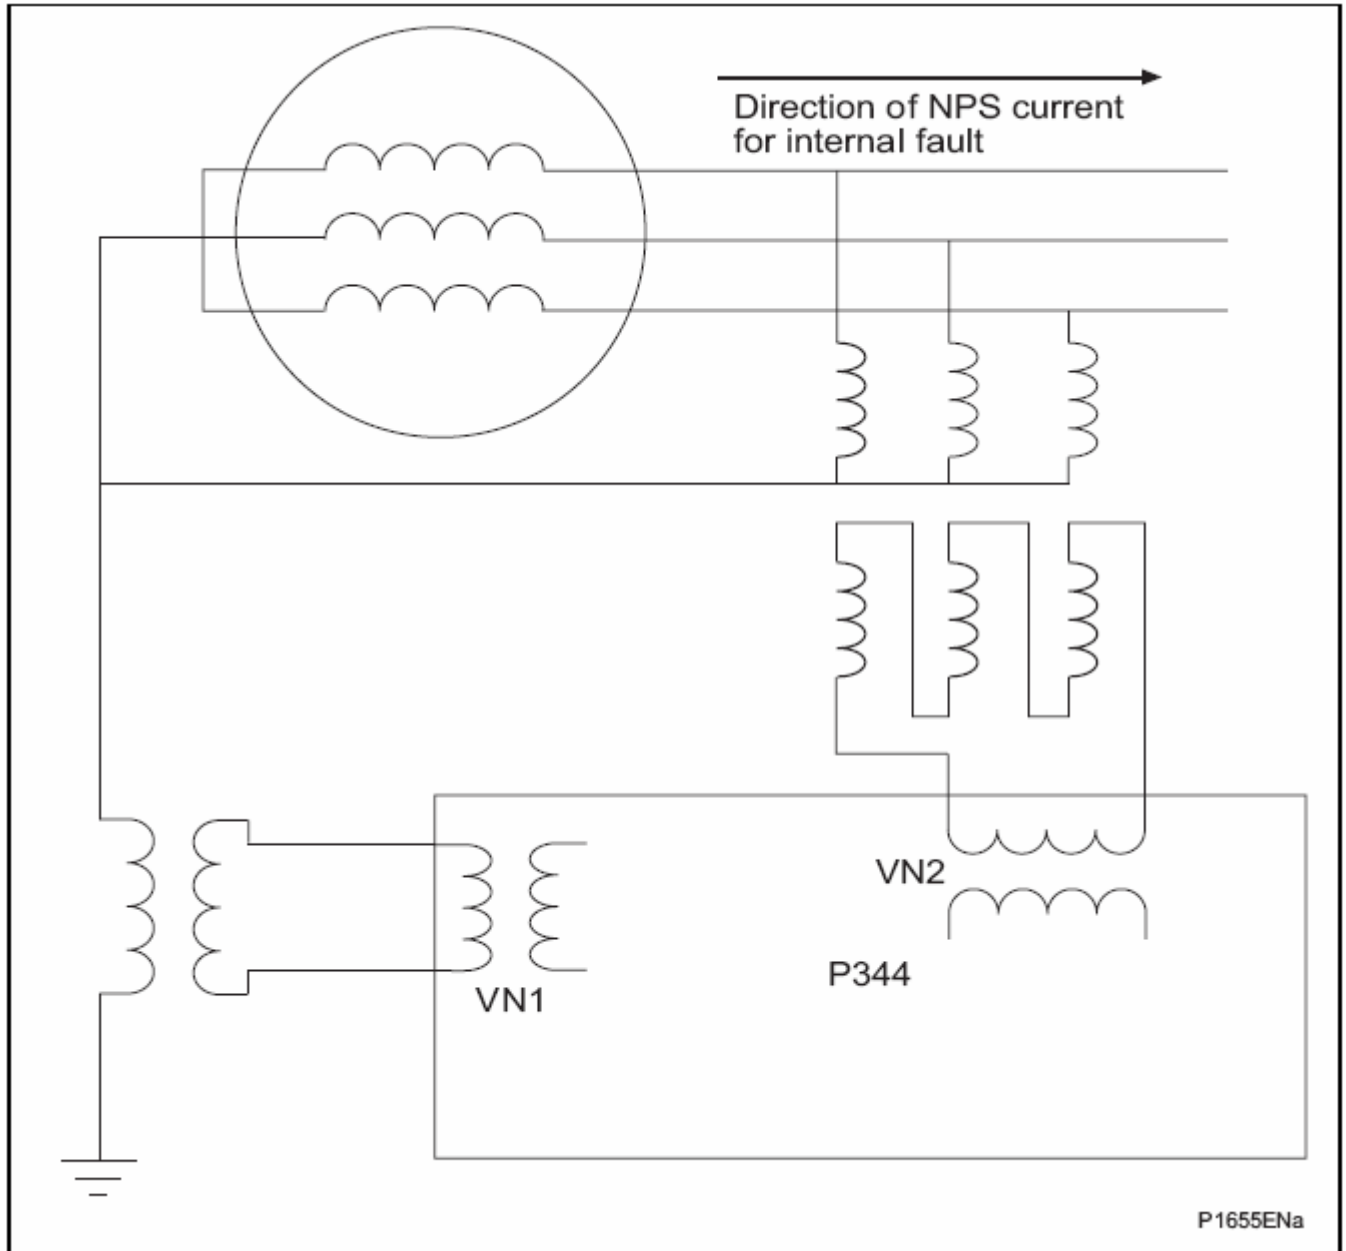 Direction of NPS current
for internal fault
VN2
P344
VN1
P1655ENa